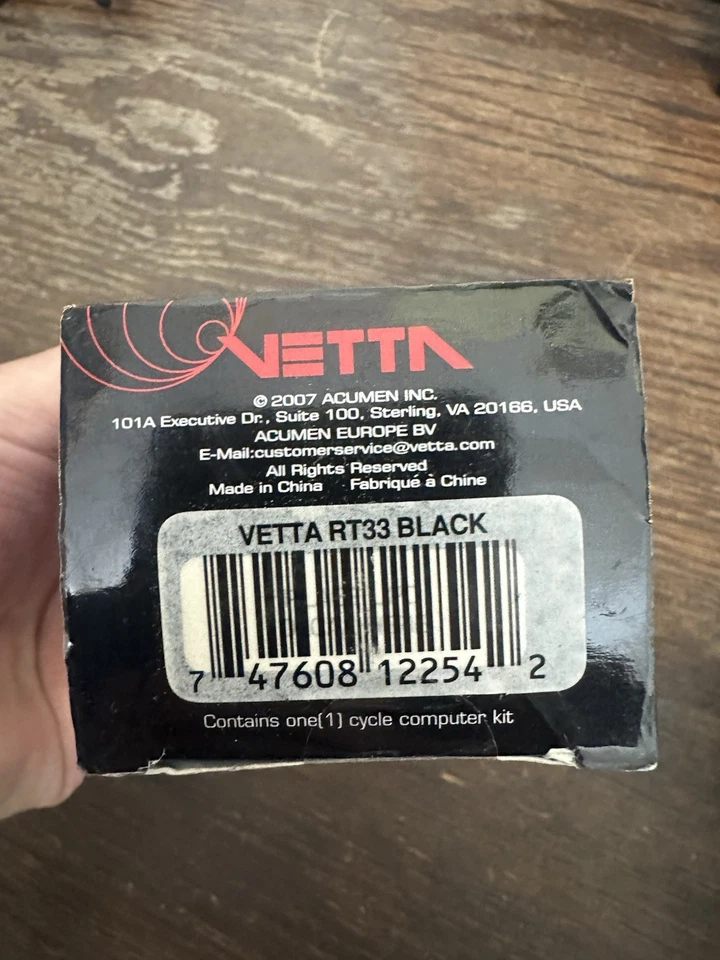 VETTA
© 2007 ACUMEN INC.
101A Executive Dr., Suite 100, Sterling, VA 20166, USA
ACUMEN EUROPE BV
E-Mail:customerservice@vetta.com
All Rights Reserved
Made in China Fabriqué à Chine
VETTA RT33 BLACK
7 47608 12254 2
Contains one(1) cycle computer kit